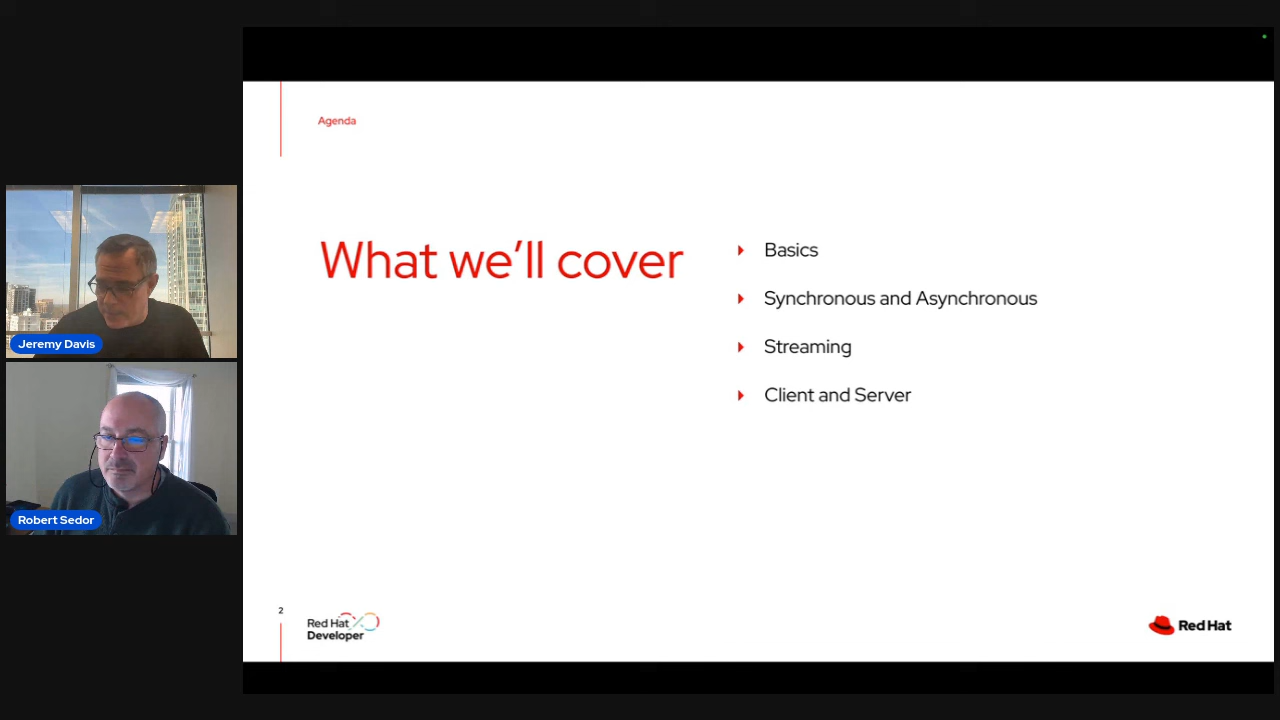 Agenda
What we'll cover
Basics
Synchronous and Asynchronous
Streaming
Client and Server
Jeremy Davis
Robert Sedor
2
Red Hat
Developer
Red Hat